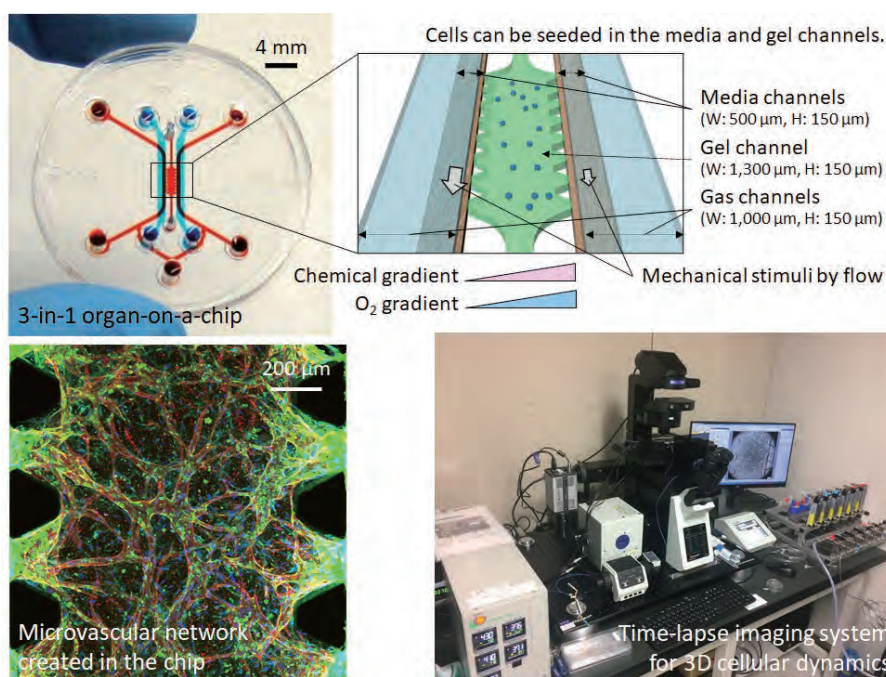 4 mm
Cells can be seeded in the media and gel channels.
Media channels
(W: 500 μm, H: 150 μm)
Gel channel
(W: 1,300 μm, H: 150 μm)
Gas channels
(W: 1,000 μm, H: 150 μm)
Chemical gradient
Mechanical stimuli by flow
O₂ gradient
3-in-1 organ-on-a-chip
200 μm
Microvascular network
created in the chip
Time-lapse imaging system
for 3D cellular dynamics